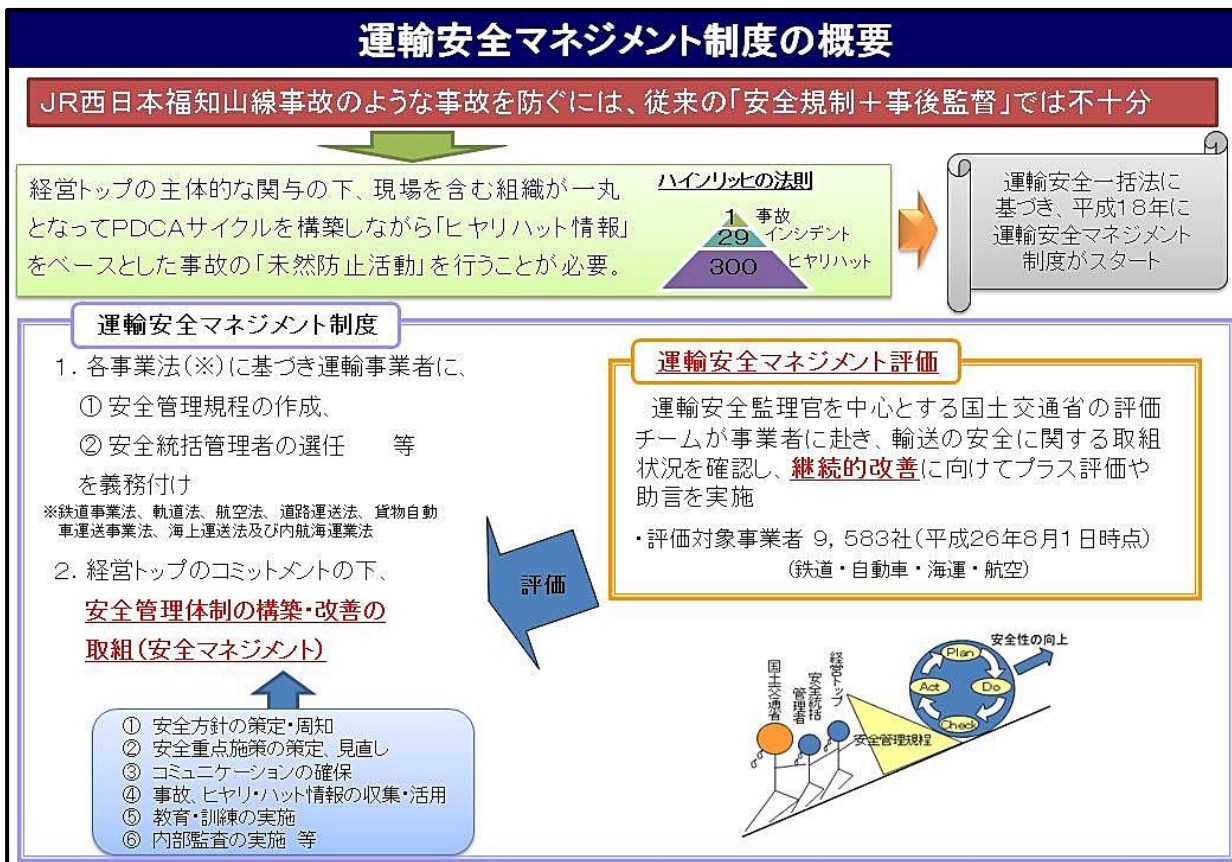 運輸安全マネジメント制度の概要
JR西日本福知山線事故のような事故を防ぐには、従来の「安全規制＋事後監督」では不十分
経営トップの主体的な関与の下、現場を含む組織が一丸
となってPDCAサイクルを構築しながら「ヒヤリハット情報」
をベースとした事故の「未然防止活動」を行うことが必要。
ハインリッヒの法則
1 事故
29 インシデント
300 ヒヤリハット
運輸安全一括法に
基づき、平成18年に
運輸安全マネジメント
制度がスタート
運輸安全マネジメント制度
1. 各事業法(※)に基づき運輸事業者に、
① 安全管理規程の作成、
② 安全統括管理者の選任　等
を義務付け
※鉄道事業法、軌道法、航空法、道路運送法、貨物自動
車運送事業法、海上運送法及び内航海運業法
2. 経営トップのコミットメントの下、
安全管理体制の構築・改善の
取組(安全マネジメント)
① 安全方針の策定・周知
② 安全重点施策の策定、見直し
③ コミュニケーションの確保
④ 事故、ヒヤリ・ハット情報の収集・活用
⑤ 教育・訓練の実施
⑥ 内部監査の実施 等
評価
運輸安全マネジメント評価
運輸安全監理官を中心とする国土交通省の評価
チームが事業者に赴き、輸送の安全に関する取組
状況を確認し、継続的改善に向けてプラス評価や
助言を実施
・評価対象事業者 9，583社(平成26年8月1日時点)
(鉄道・自動車・海運・航空)
国土交通省
安全統括管理者
経営トップ
安全管理規程
Plan
Do
Check
Act
安全性の向上